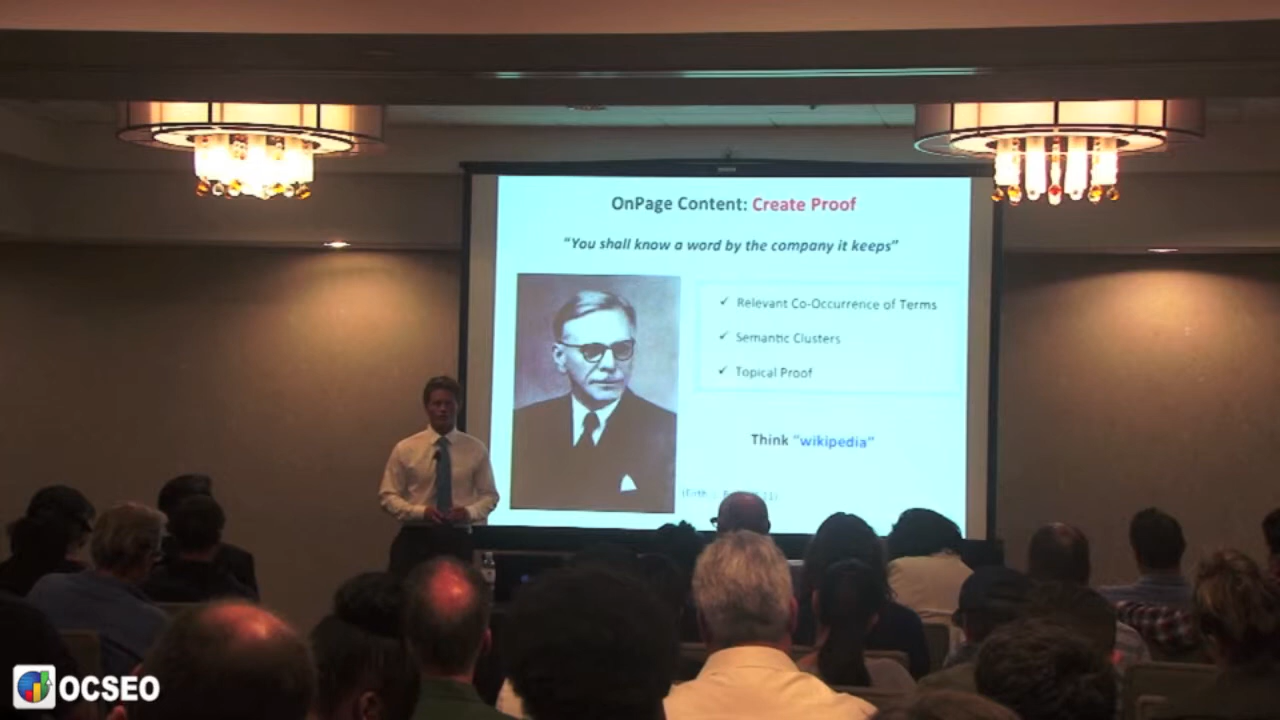 OnPage Content: Create Proof
"You shall know a word by the company it keeps"
✓ Relevant Co-Occurrence of Terms
✓ Semantic Clusters
✓ Topical Proof
Think "wikipedia"
OCSEO